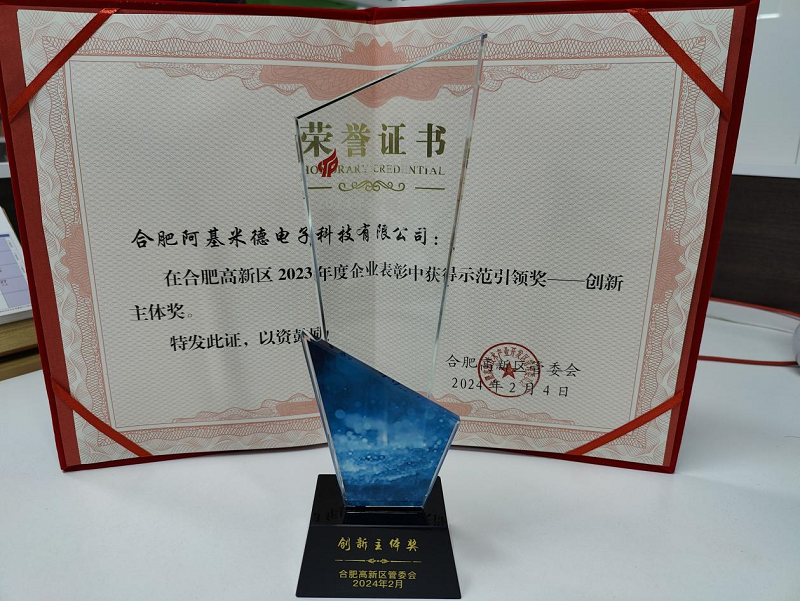 荣誉证书
HONORARY CREDENTIAL
合肥阿基米德电子科技有限公司：
在合肥高新区2023年度企业表彰中获得示范引领奖——创新
主体奖。
特发此证，以资
合肥高新区管委会
2024年2月4日
创新主体奖
合肥高新区管委会
2024年2月